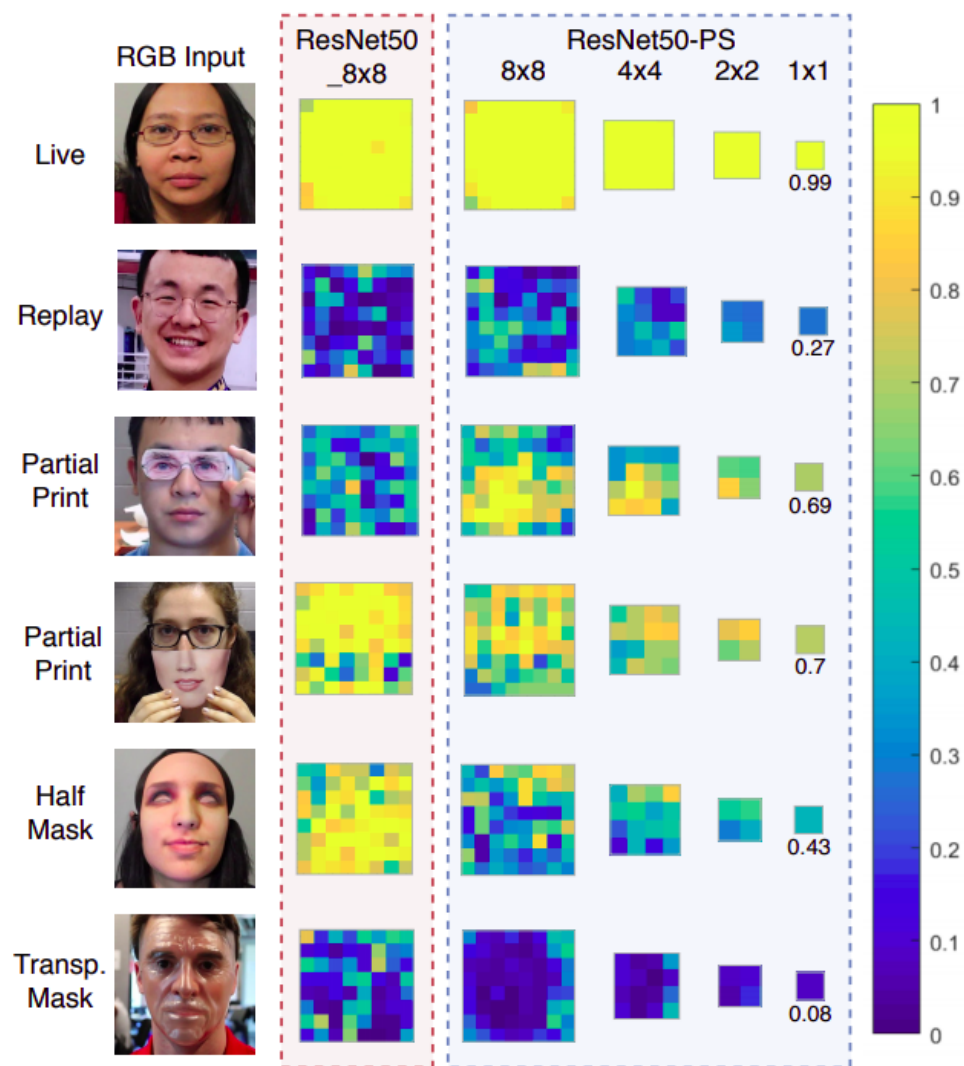 RGB Input
ResNet50
_8x8
ResNet50-PS
8x8 4x4 2x2 1x1
Live
0.99
Replay
0.27
Partial
Print
0.69
Partial
Print
0.7
Half
Mask
0.43
Transp.
Mask
0.08
1
0.9
0.8
0.7
0.6
0.5
0.4
0.3
0.2
0.1
0